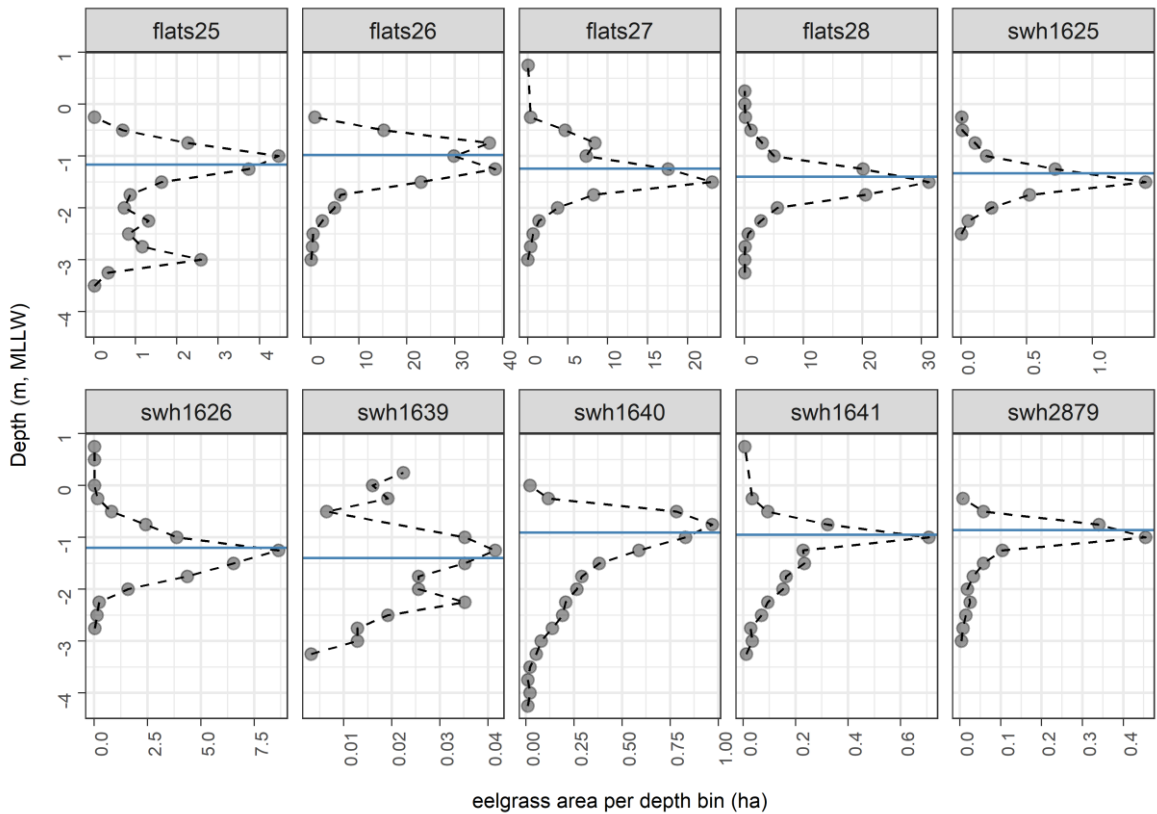 flats25 flats26 flats27 flats28 swh1625
1
0
-1
-2
-3
-4
0 1 2 3 4 0 10 20 30 40 0 5 10 15 20 0 10 20 30 0.0 0.5 1.0
Depth (m, MLLW)
swh1626 swh1639 swh1640 swh1641 swh2879
1
0
-1
-2
-3
-4
0.0 2.5 5.0 7.5 0.01 0.02 0.03 0.04 0.00 0.25 0.50 0.75 1.00 0.0 0.2 0.4 0.6 0.0 0.1 0.2 0.3 0.4
eelgrass area per depth bin (ha)